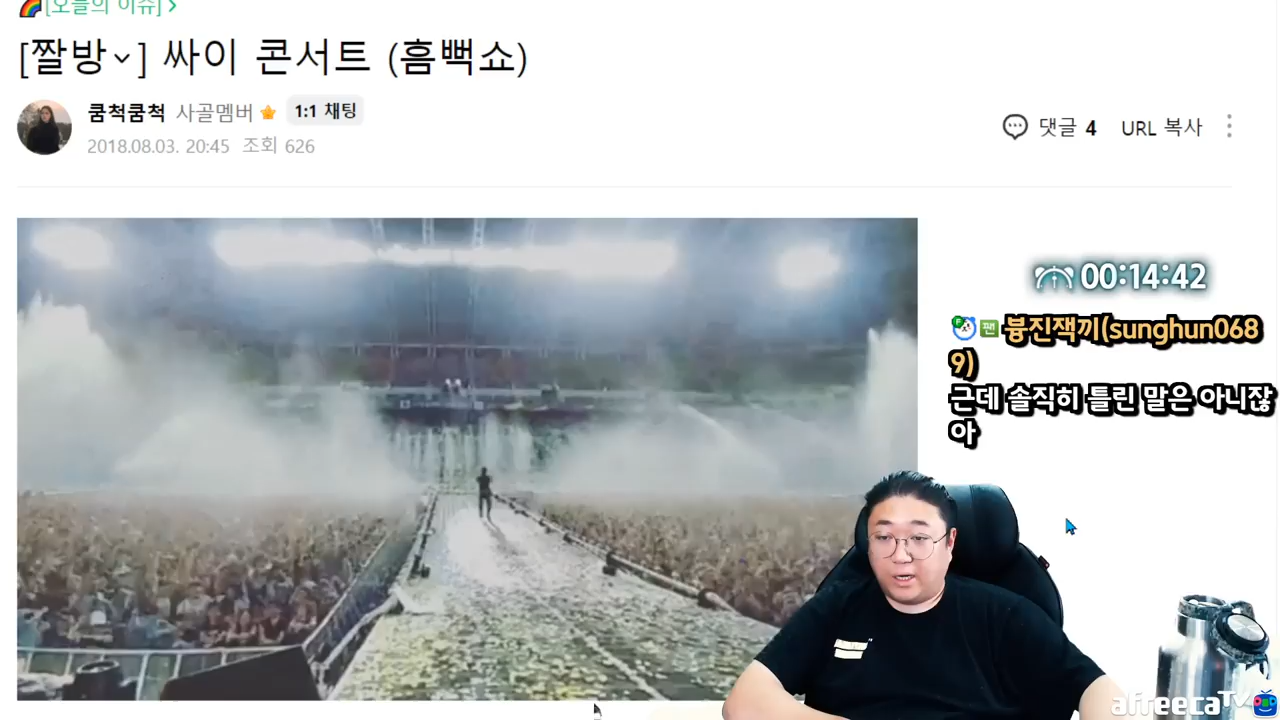 [오늘의 이슈] >
[짤방] 싸이 콘서트 (흠뻑쇼)
쿰척쿰척 사골멤버 1:1 채팅
2018.08.03. 20:45 조회 626
댓글 4 URL 복사
00:14:42
팬 븅진잭끼(sunghun068
9)
근데 솔직히 틀린 말은 아니잖
아
afreecaTV